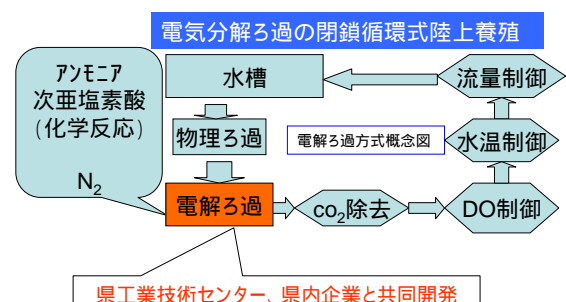 電気分解ろ過の閉鎖循環式陸上養殖
ｱﾝﾓﾆｱ
次亜塩素酸
(化学反応)
N₂
水槽
流量制御
物理ろ過
電解ろ過方式概念図
水温制御
電解ろ過
co₂除去
DO制御
県工業技術センター、県内企業と共同開発